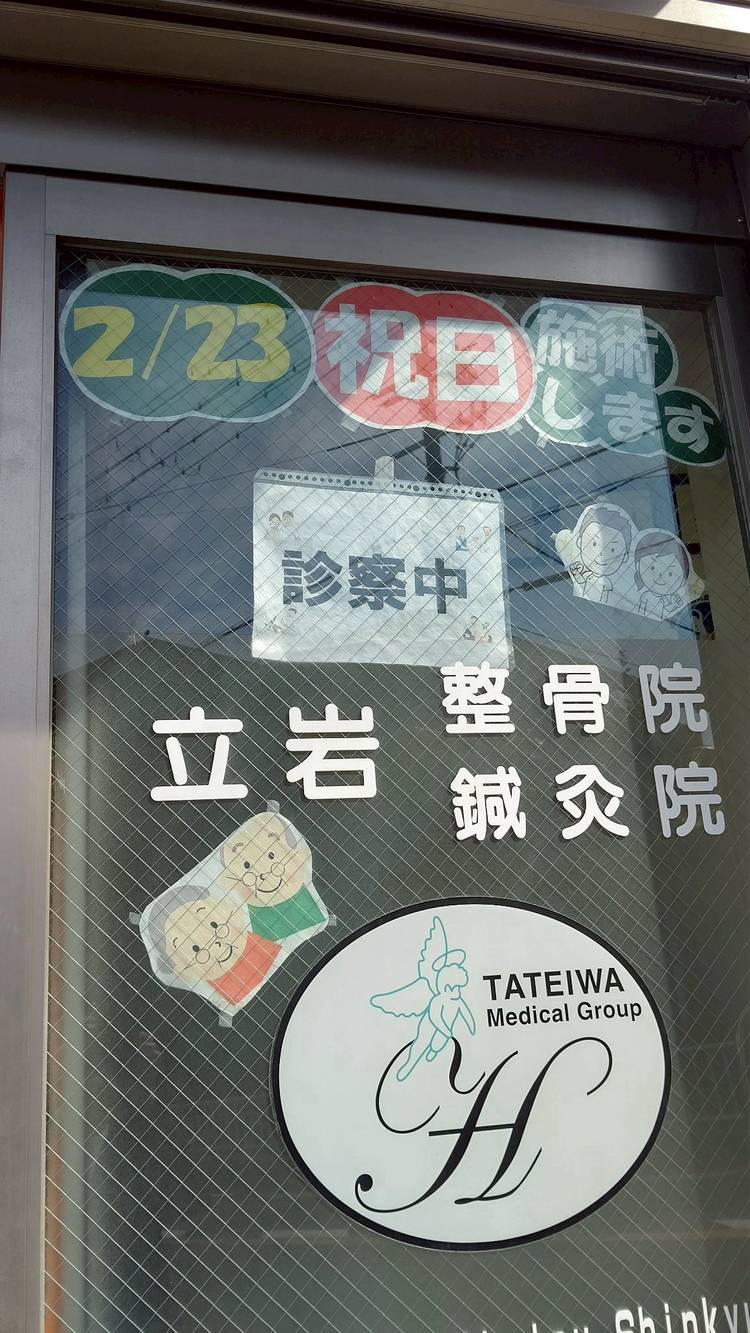 2/23 祝日 施術
します
診察中
立岩 整骨院
鍼灸院
TATEIWA
Medical Group
H
Shinkyu